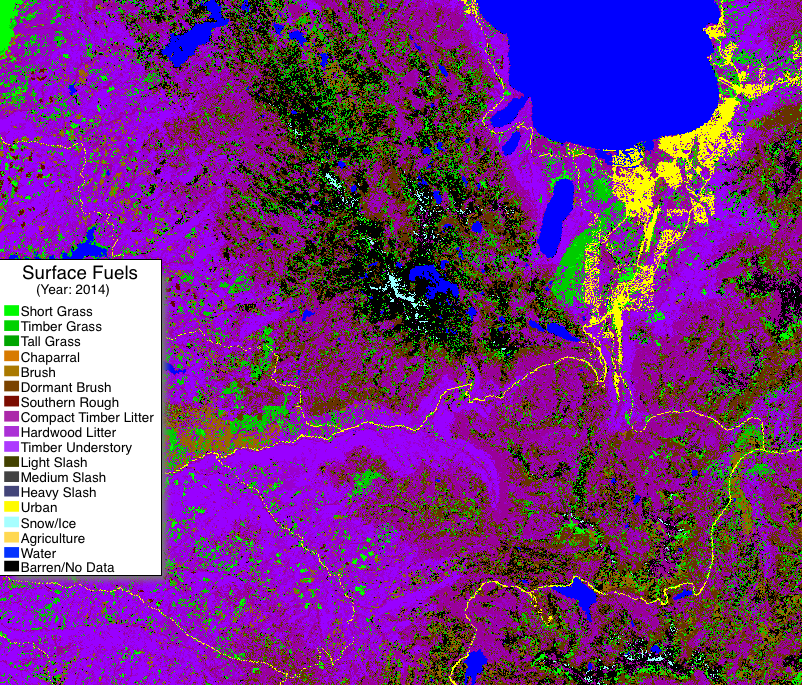 Surface Fuels
(Year: 2014)
Short Grass
Timber Grass
Tall Grass
Chaparral
Brush
Dormant Brush
Southern Rough
Compact Timber Litter
Hardwood Litter
Timber Understory
Light Slash
Medium Slash
Heavy Slash
Urban
Snow/Ice
Agriculture
Water
Barren/No Data